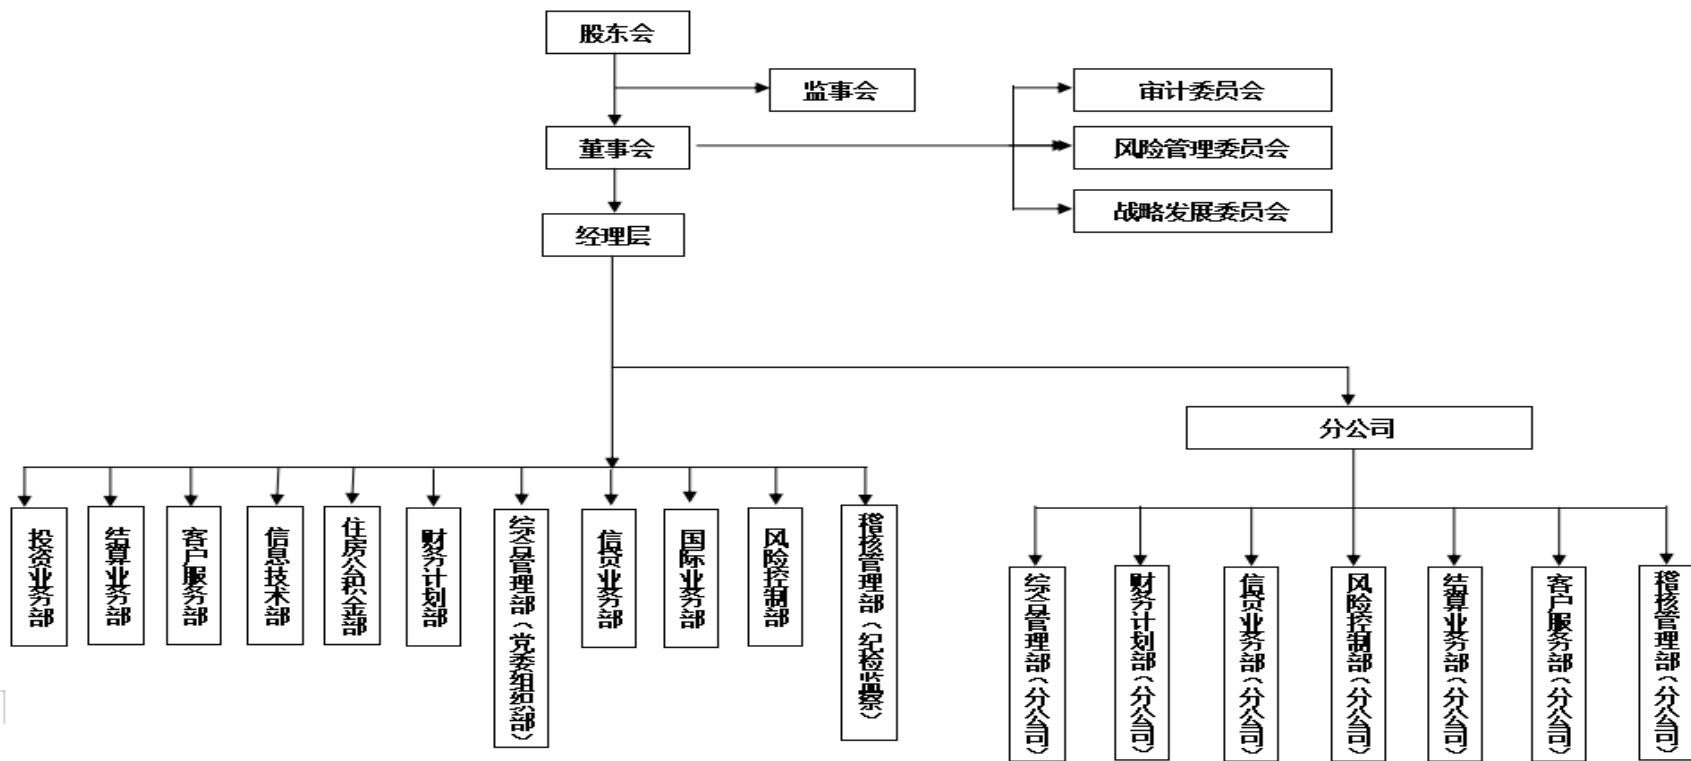 股东会
监事会
审计委员会
董事会
风险管理委员会
战略发展委员会
经理层
分公司
投资业务部
结算业务部
客户服务部
信息技术部
住房公积金部
财务计划部
综合管理部（党委组织部）
信贷业务部
国际业务部
风险控制部
稽核管理部（纪检监察）
综合管理部（分公司）
财务计划部（分公司）
信贷业务部（分公司）
风险控制部（分公司）
结算业务部（分公司）
客户服务部（分公司）
稽核管理部（分公司）